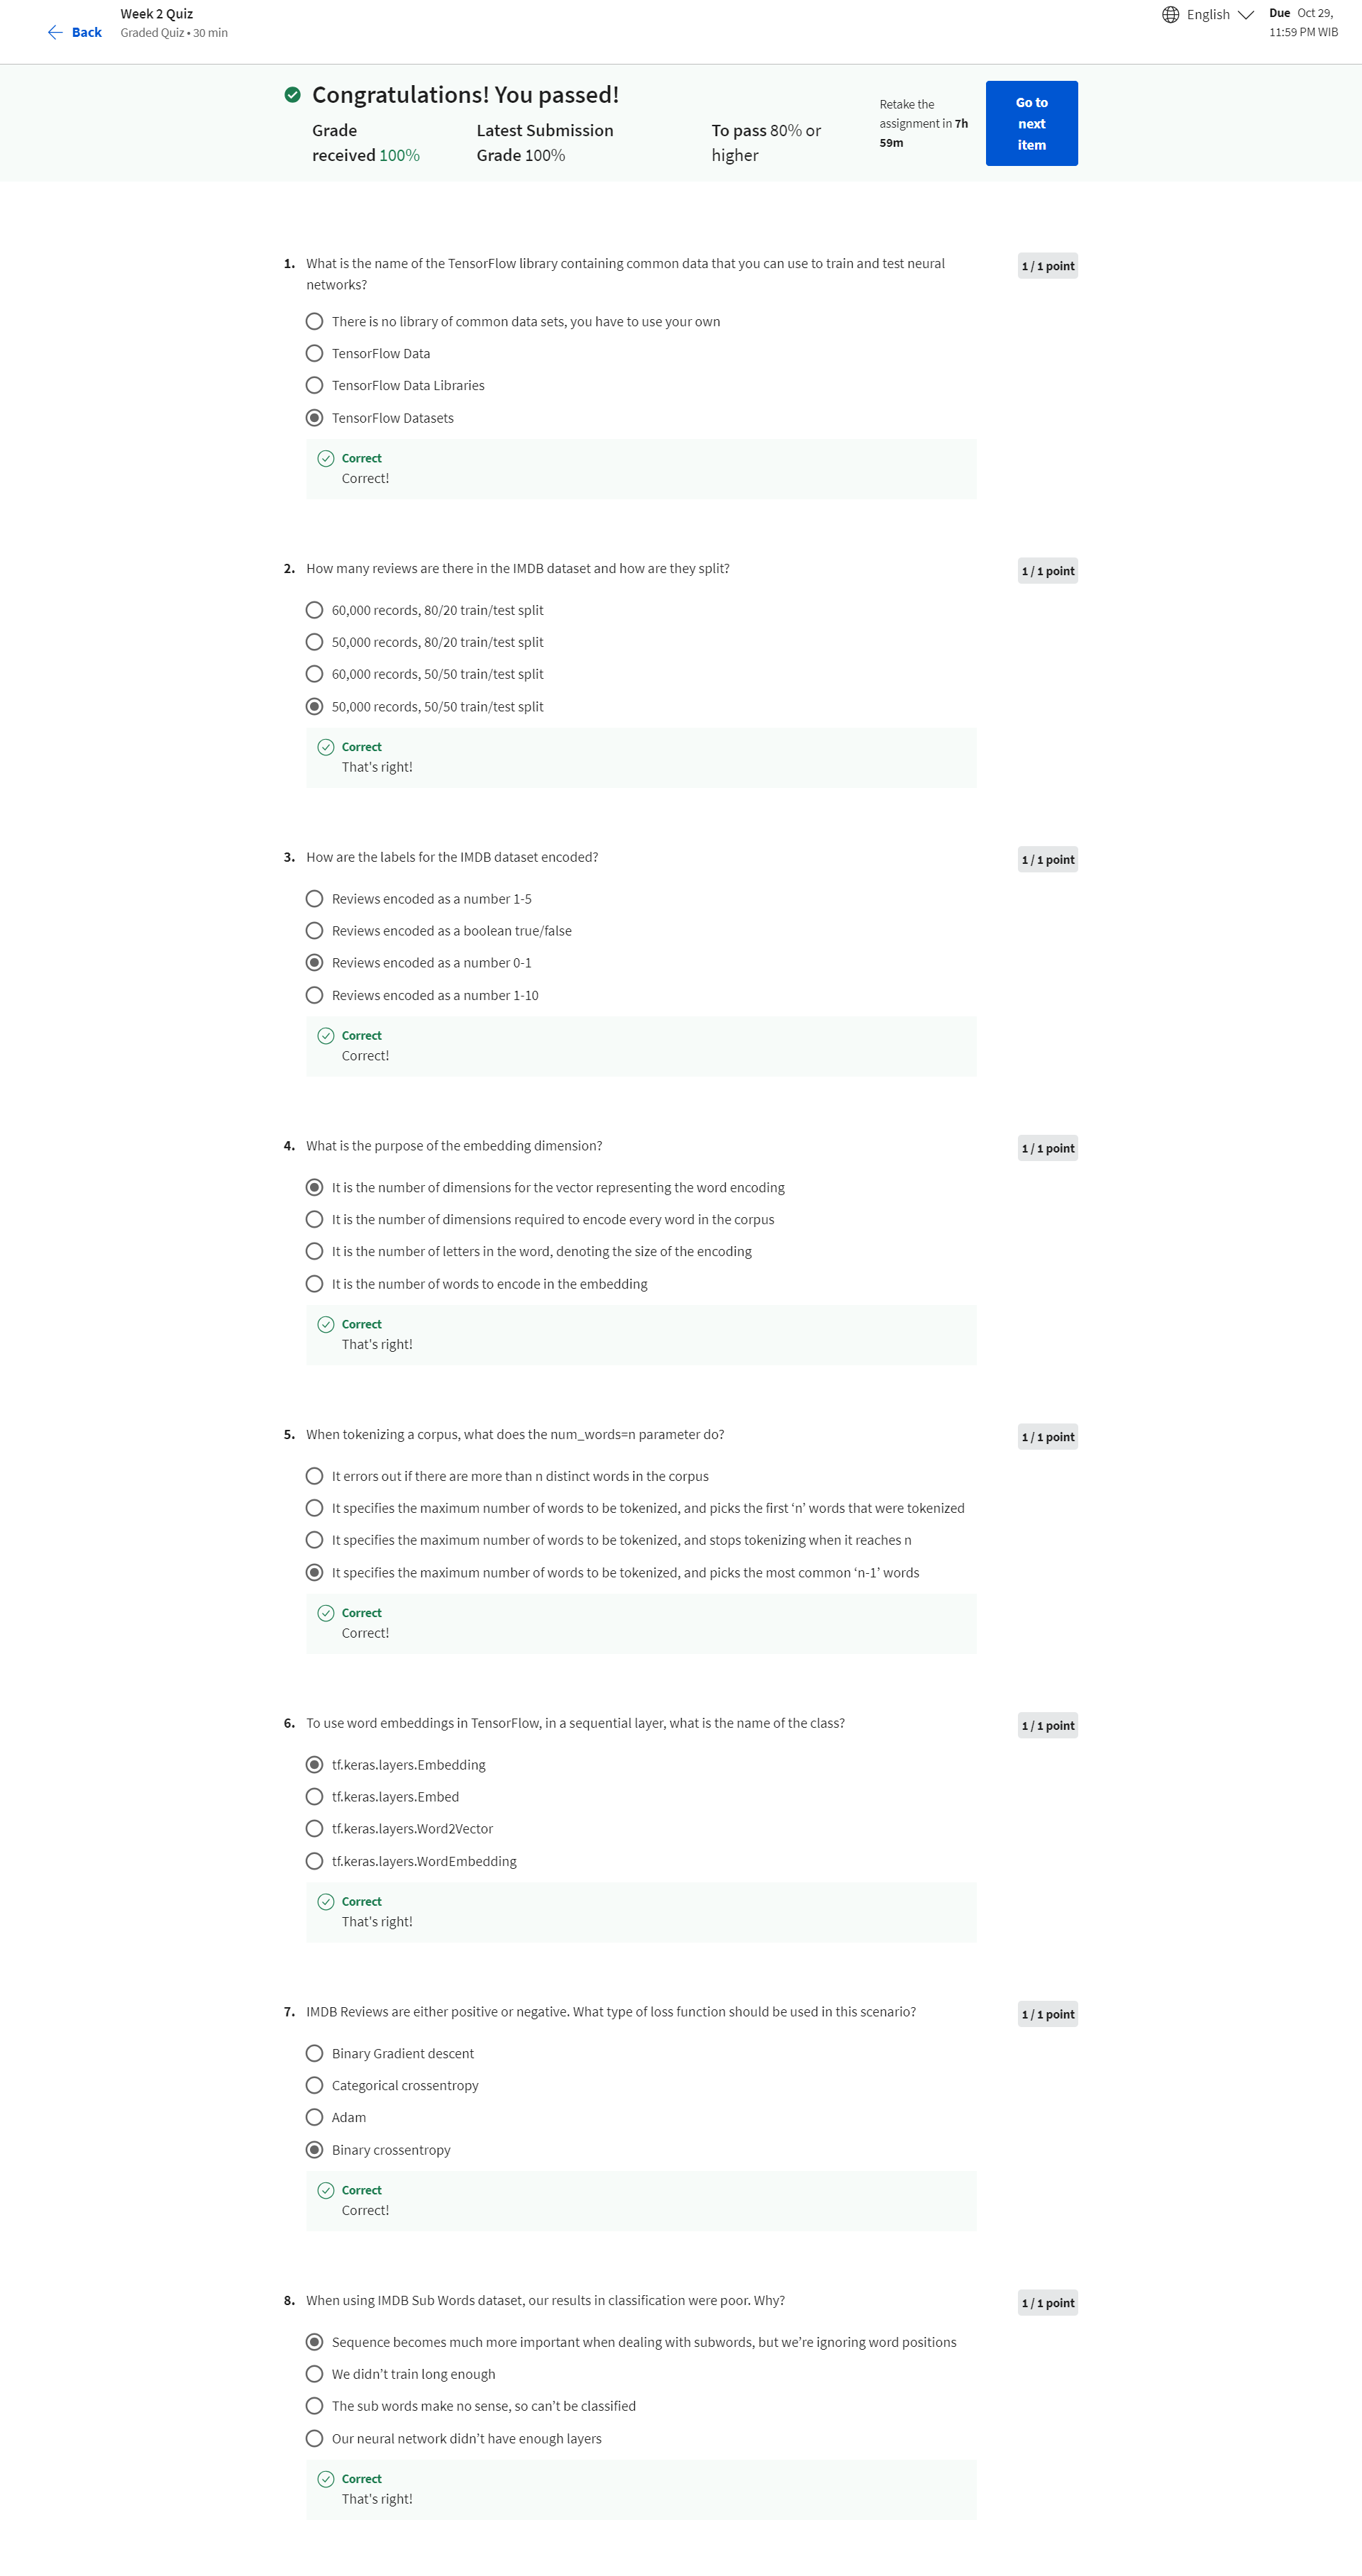 Back
Week 2 Quiz
Graded Quiz • 30 min
English
Due Oct 29,
11:59 PM WIB
Congratulations! You passed!
Grade
received 100%
Latest Submission
Grade 100%
To pass 80% or
higher
Retake the
assignment in 7h
59m
Go to
next
item
1. What is the name of the TensorFlow library containing common data that you can use to train and test neural
networks?
1 / 1 point
There is no library of common data sets, you have to use your own
TensorFlow Data
TensorFlow Data Libraries
TensorFlow Datasets
Correct
Correct!
2. How many reviews are there in the IMDB dataset and how are they split?
1 / 1 point
60,000 records, 80/20 train/test split
50,000 records, 80/20 train/test split
60,000 records, 50/50 train/test split
50,000 records, 50/50 train/test split
Correct
That's right!
3. How are the labels for the IMDB dataset encoded?
1 / 1 point
Reviews encoded as a number 1-5
Reviews encoded as a boolean true/false
Reviews encoded as a number 0-1
Reviews encoded as a number 1-10
Correct
Correct!
4. What is the purpose of the embedding dimension?
1 / 1 point
It is the number of dimensions for the vector representing the word encoding
It is the number of dimensions required to encode every word in the corpus
It is the number of letters in the word, denoting the size of the encoding
It is the number of words to encode in the embedding
Correct
That's right!
5. When tokenizing a corpus, what does the num_words=n parameter do?
1 / 1 point
It errors out if there are more than n distinct words in the corpus
It specifies the maximum number of words to be tokenized, and picks the first ‘n’ words that were tokenized
It specifies the maximum number of words to be tokenized, and stops tokenizing when it reaches n
It specifies the maximum number of words to be tokenized, and picks the most common ‘n-1’ words
Correct
Correct!
6. To use word embeddings in TensorFlow, in a sequential layer, what is the name of the class?
1 / 1 point
tf.keras.layers.Embedding
tf.keras.layers.Embed
tf.keras.layers.Word2Vector
tf.keras.layers.WordEmbedding
Correct
That's right!
7. IMDB Reviews are either positive or negative. What type of loss function should be used in this scenario?
1 / 1 point
Binary Gradient descent
Categorical crossentropy
Adam
Binary crossentropy
Correct
Correct!
8. When using IMDB Sub Words dataset, our results in classification were poor. Why?
1 / 1 point
Sequence becomes much more important when dealing with subwords, but we’re ignoring word positions
We didn’t train long enough
The sub words make no sense, so can’t be classified
Our neural network didn’t have enough layers
Correct
That's right!